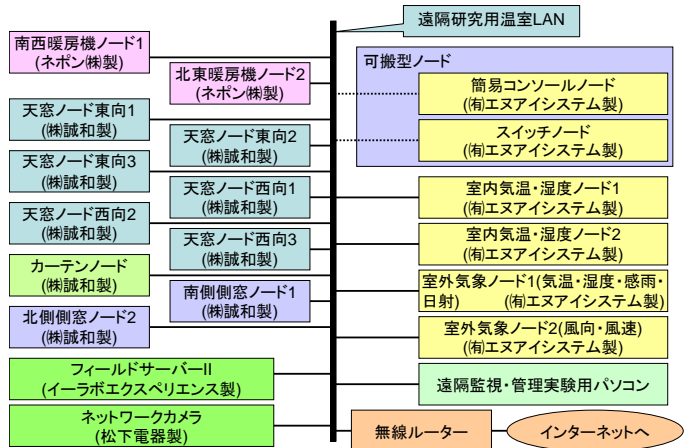 遠隔研究用温室LAN
南西暖房機ノード1
(ネポン㈱製)
北東暖房機ノード2
(ネポン㈱製)
天窓ノード東向1
(㈱誠和製)
天窓ノード東向2
(㈱誠和製)
天窓ノード東向3
(㈱誠和製)
天窓ノード西向1
(㈱誠和製)
天窓ノード西向2
(㈱誠和製)
天窓ノード西向3
(㈱誠和製)
カーテンノード
(㈱誠和製)
南側側窓ノード1
(㈱誠和製)
北側側窓ノード2
(㈱誠和製)
フィールドサーバーII
(イーラボエクスペリエンス製)
ネットワークカメラ
(松下電器製)
可搬型ノード
簡易コンソールノード
(㈲エヌアイシステム製)
スイッチノード
(㈲エヌアイシステム製)
室内気温・湿度ノード1
(㈲エヌアイシステム製)
室内気温・湿度ノード2
(㈲エヌアイシステム製)
室外気象ノード1(気温・湿度・感雨・
日射) (㈲エヌアイシステム製)
室外気象ノード2(風向・風速)
(㈲エヌアイシステム製)
遠隔監視・管理実験用パソコン
無線ルーター
インターネットへ